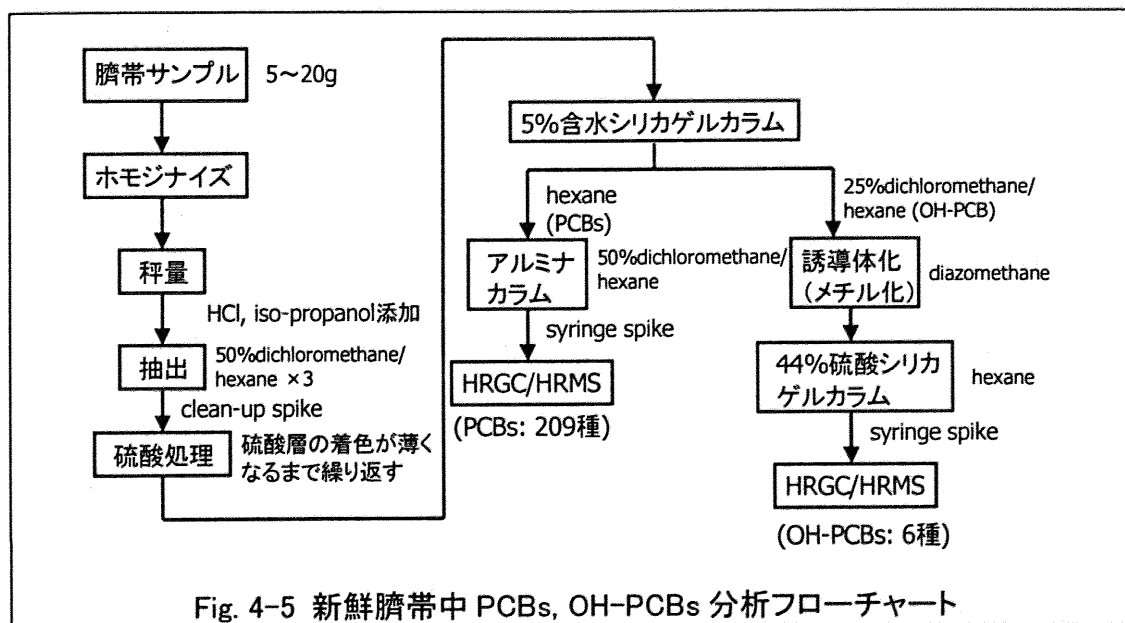 臍帯サンプル 5~20g
ホモジナイズ
秤量
HCl, iso-propanol添加
抽出
50%dichloromethane/
hexane ×3
clean-up spike
硫酸処理
硫酸層の着色が薄く
なるまで繰り返す
5%含水シリカゲルカラム
hexane
(PCBs)
アルミナ
カラム
50%dichloromethane/
hexane
syringe spike
HRGC/HRMS
(PCBs: 209種)
25%dichloromethane/
hexane (OH-PCB)
誘導体化
(メチル化)
diazomethane
44%硫酸シリカ
ゲルカラム
hexane
syringe spike
HRGC/HRMS
(OH-PCBs: 6種)
Fig. 4-5 新鮮臍帯中 PCBs, OH-PCBs 分析フローチャート